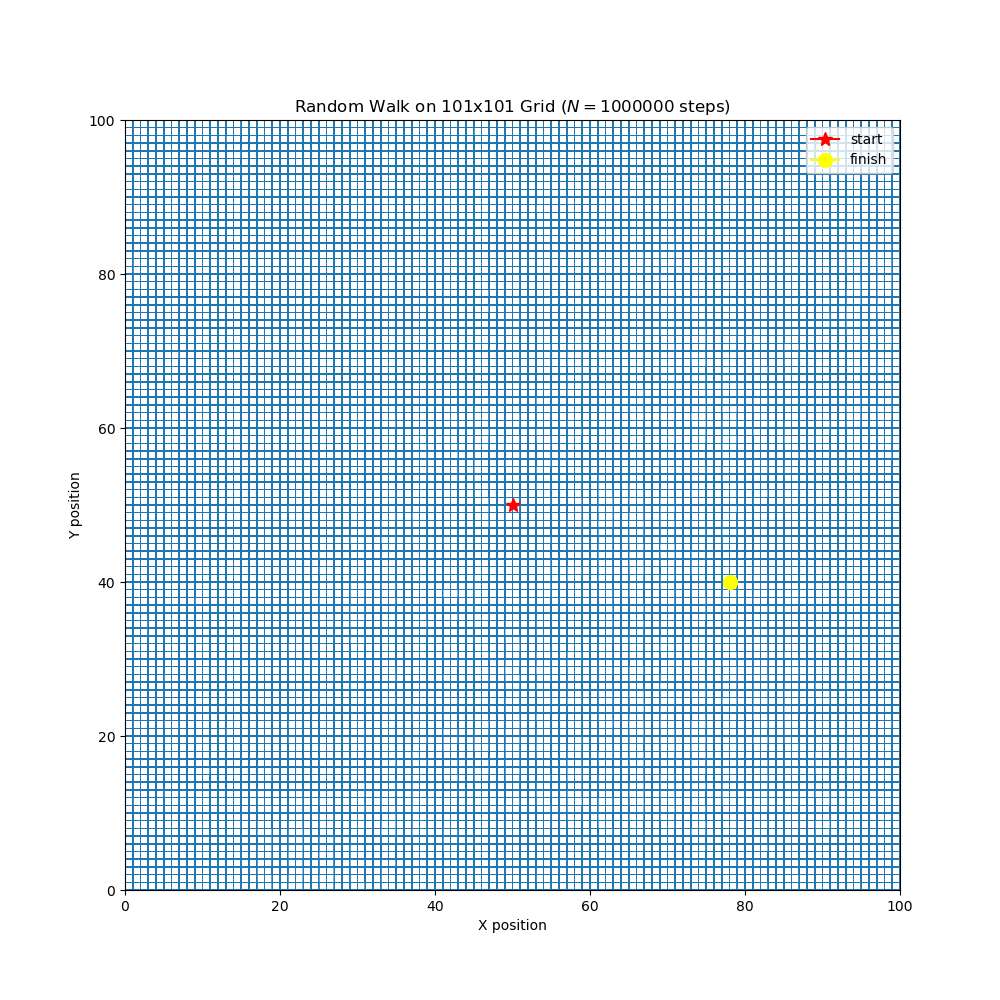 Random Walk on 101x101 Grid (N = 1000000 steps)
start
finish
100
80
60
40
20
0
Y position
0 20 40 60 80 100
X position